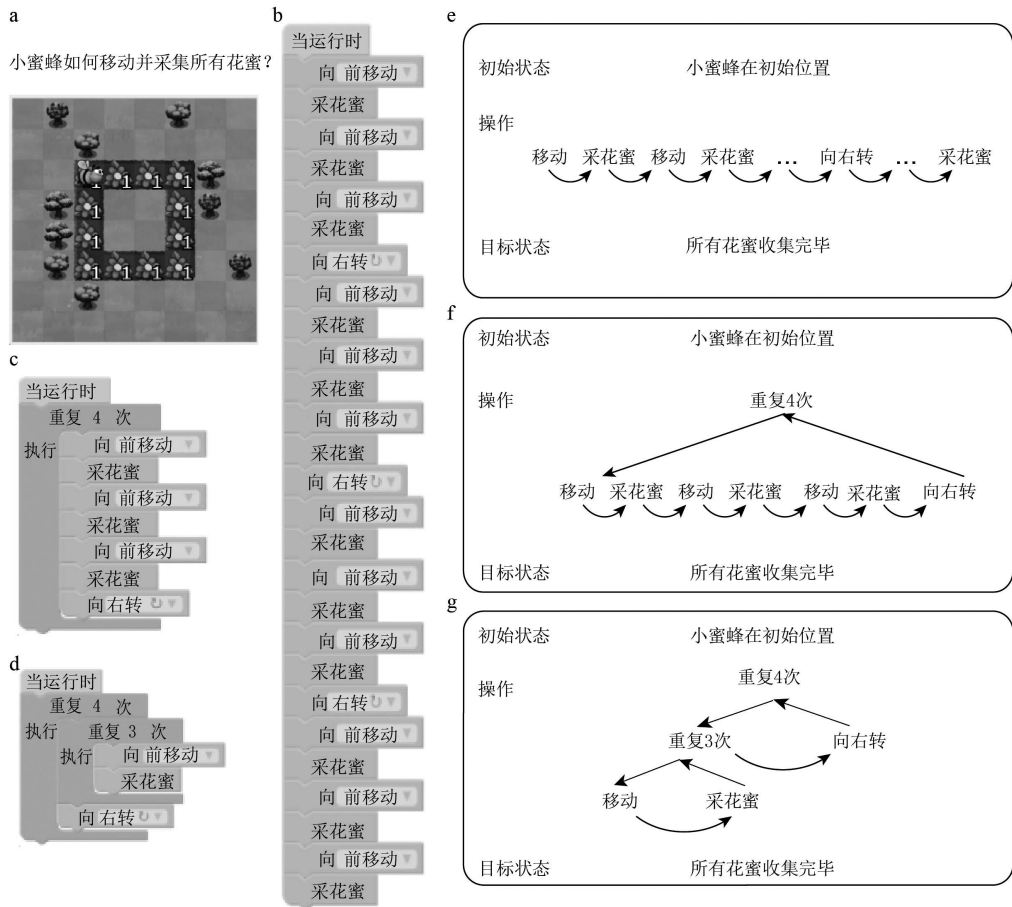 a
小蜜蜂如何移动并采集所有花蜜?
1 1 1 1
1 1
1 1
1 1 1 1
b
当运行时
向 前移动
采花蜜
向 前移动
采花蜜
向 前移动
采花蜜
向 右转
向 前移动
采花蜜
向 前移动
采花蜜
向 前移动
采花蜜
向 右转
向 前移动
采花蜜
向 前移动
采花蜜
向 前移动
采花蜜
向 右转
向 前移动
采花蜜
向 前移动
采花蜜
向 前移动
采花蜜
c
当运行时
重复 4 次
执行
向 前移动
采花蜜
向 前移动
采花蜜
向 前移动
采花蜜
向 右转
d
当运行时
重复 4 次
执行 重复 3 次
执行 向 前移动
采花蜜
向 右转
e
初始状态 小蜜蜂在初始位置
操作
移动 采花蜜 移动 采花蜜 … 向右转 … 采花蜜
目标状态 所有花蜜收集完毕
f
初始状态 小蜜蜂在初始位置
操作 重复4次
移动 采花蜜 移动 采花蜜 移动 采花蜜 向右转
目标状态 所有花蜜收集完毕
g
初始状态 小蜜蜂在初始位置
操作 重复4次
重复3次 向右转
移动 采花蜜
目标状态 所有花蜜收集完毕